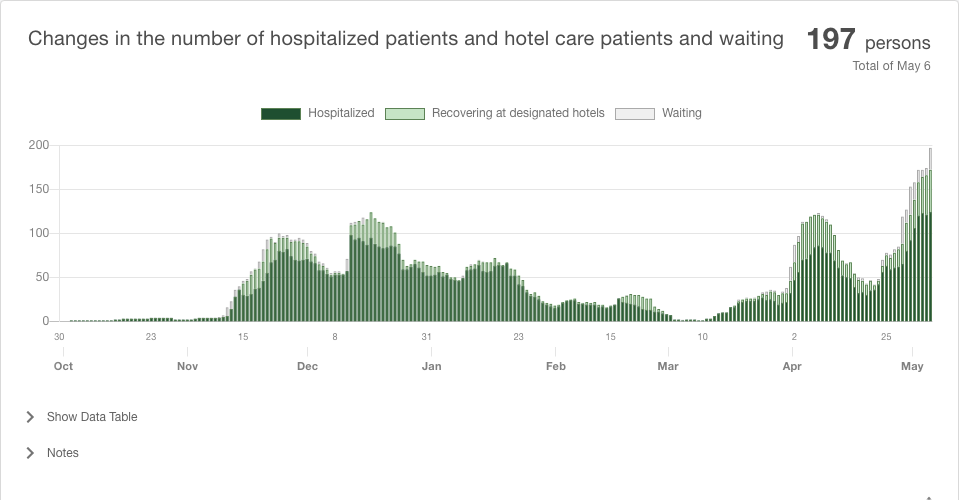 Changes in the number of hospitalized patients and hotel care patients and waiting
197 persons
Total of May 6
Hospitalized Recovering at designated hotels Waiting
200
150
100
50
0
30 23 15 8 31 23 15 10 2 25
Oct Nov Dec Jan Feb Mar Apr May
Show Data Table
Notes